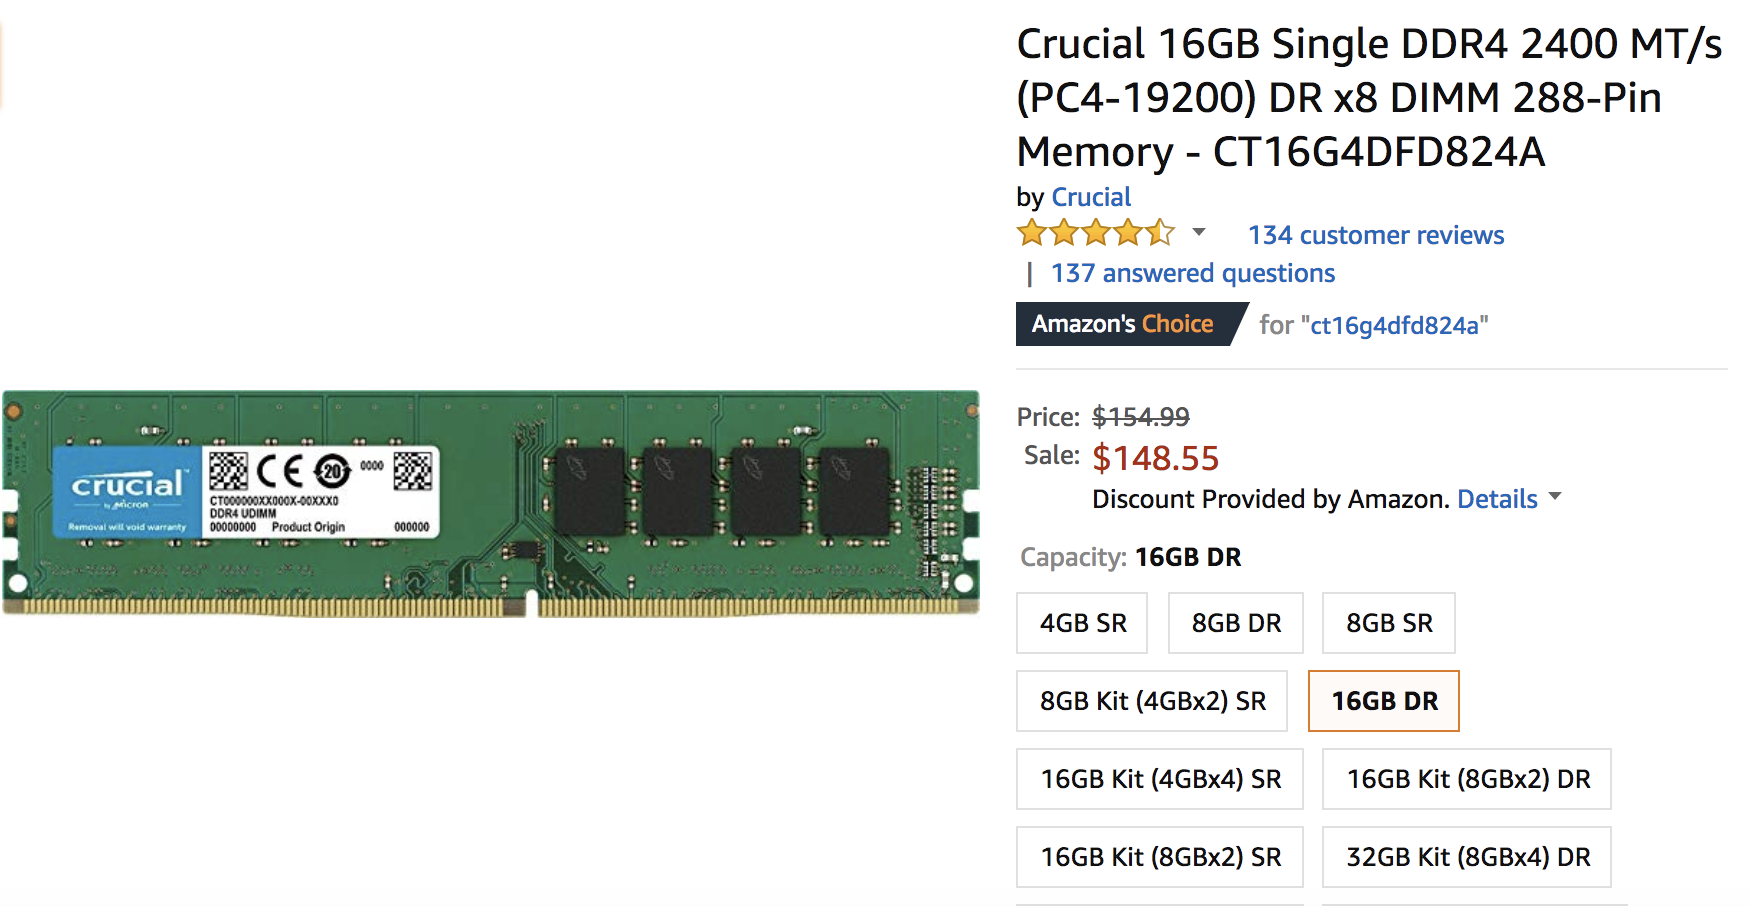 Crucial 16GB Single DDR4 2400 MT/s
(PC4-19200) DR x8 DIMM 288-Pin
Memory - CT16G4DFD824A
by Crucial
134 customer reviews
| 137 answered questions
Amazon's Choice for "ct16g4dfd824a"
Price: $154.99
Sale: $148.55
Discount Provided by Amazon. Details
Capacity: 16GB DR
4GB SR 8GB DR 8GB SR
8GB Kit (4GBx2) SR 16GB DR
16GB Kit (4GBx4) SR 16GB Kit (8GBx2) DR
16GB Kit (8GBx2) SR 32GB Kit (8GBx4) DR
crucial
by Micron
Removal will void warranty
CE 20 0000
CT000000XX000X-00XXX0
DDR4 UDIMM
00000000 Product Origin 000000